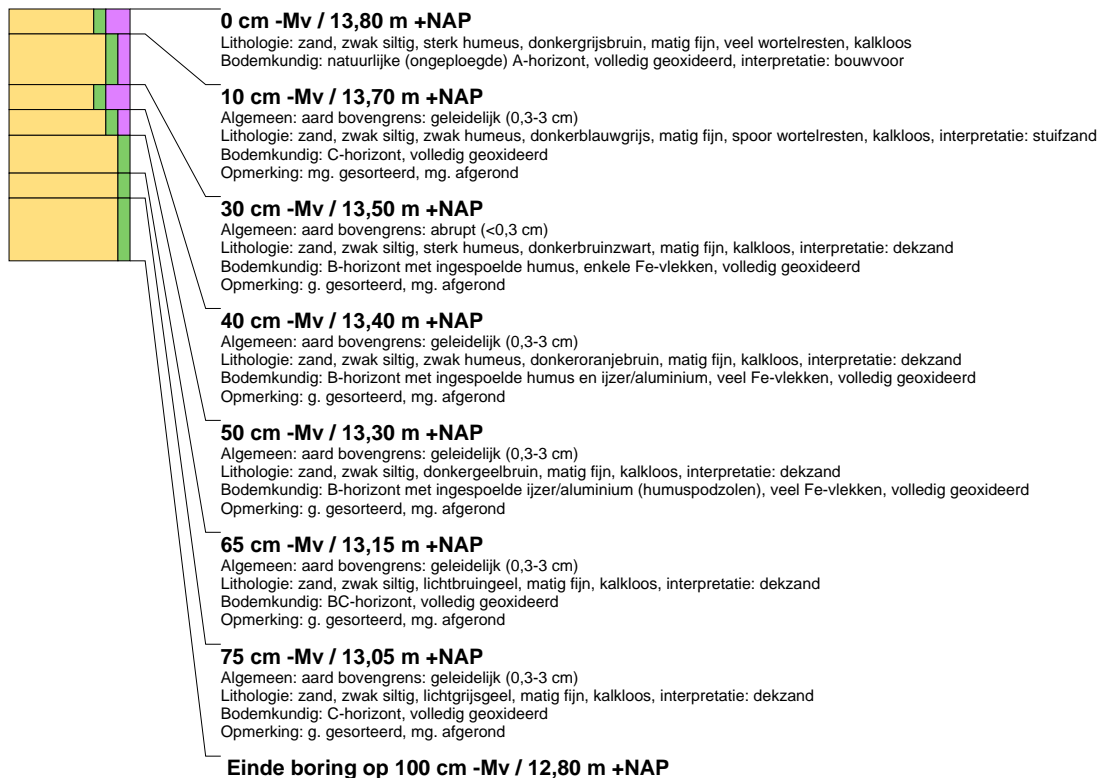 0 cm -Mv / 13,80 m +NAP
Lithologie: zand, zwak siltig, sterk humeus, donkergrijsbruin, matig fijn, veel wortelresten, kalkloos
Bodemkundig: natuurlijke (ongeploegde) A-horizont, volledig geoxideerd, interpretatie: bouwvoor
10 cm -Mv / 13,70 m +NAP
Algemeen: aard bovengrens: geleidelijk (0,3-3 cm)
Lithologie: zand, zwak siltig, zwak humeus, donkerblauwgrijs, matig fijn, spoor wortelresten, kalkloos, interpretatie: stuifzand
Bodemkundig: C-horizont, volledig geoxideerd
Opmerking: mg. gesorteerd, mg. afgerond
30 cm -Mv / 13,50 m +NAP
Algemeen: aard bovengrens: abrupt (<0,3 cm)
Lithologie: zand, zwak siltig, sterk humeus, donkerbruinzwart, matig fijn, kalkloos, interpretatie: dekzand
Bodemkundig: B-horizont met ingespoelde humus, enkele Fe-vlekken, volledig geoxideerd
Opmerking: g. gesorteerd, mg. afgerond
40 cm -Mv / 13,40 m +NAP
Algemeen: aard bovengrens: geleidelijk (0,3-3 cm)
Lithologie: zand, zwak siltig, zwak humeus, donkeroranjebruin, matig fijn, kalkloos, interpretatie: dekzand
Bodemkundig: B-horizont met ingespoelde humus en ijzer/aluminium, veel Fe-vlekken, volledig geoxideerd
Opmerking: g. gesorteerd, mg. afgerond
50 cm -Mv / 13,30 m +NAP
Algemeen: aard bovengrens: geleidelijk (0,3-3 cm)
Lithologie: zand, zwak siltig, donkergeelbruin, matig fijn, kalkloos, interpretatie: dekzand
Bodemkundig: B-horizont met ingespoelde ijzer/aluminium (humuspodzolen), veel Fe-vlekken, volledig geoxideerd
Opmerking: g. gesorteerd, mg. afgerond
65 cm -Mv / 13,15 m +NAP
Algemeen: aard bovengrens: geleidelijk (0,3-3 cm)
Lithologie: zand, zwak siltig, lichtbruingeel, matig fijn, kalkloos, interpretatie: dekzand
Bodemkundig: BC-horizont, volledig geoxideerd
Opmerking: g. gesorteerd, mg. afgerond
75 cm -Mv / 13,05 m +NAP
Algemeen: aard bovengrens: geleidelijk (0,3-3 cm)
Lithologie: zand, zwak siltig, lichtgrijsgeel, matig fijn, kalkloos, interpretatie: dekzand
Bodemkundig: C-horizont, volledig geoxideerd
Opmerking: g. gesorteerd, mg. afgerond
Einde boring op 100 cm -Mv / 12,80 m +NAP